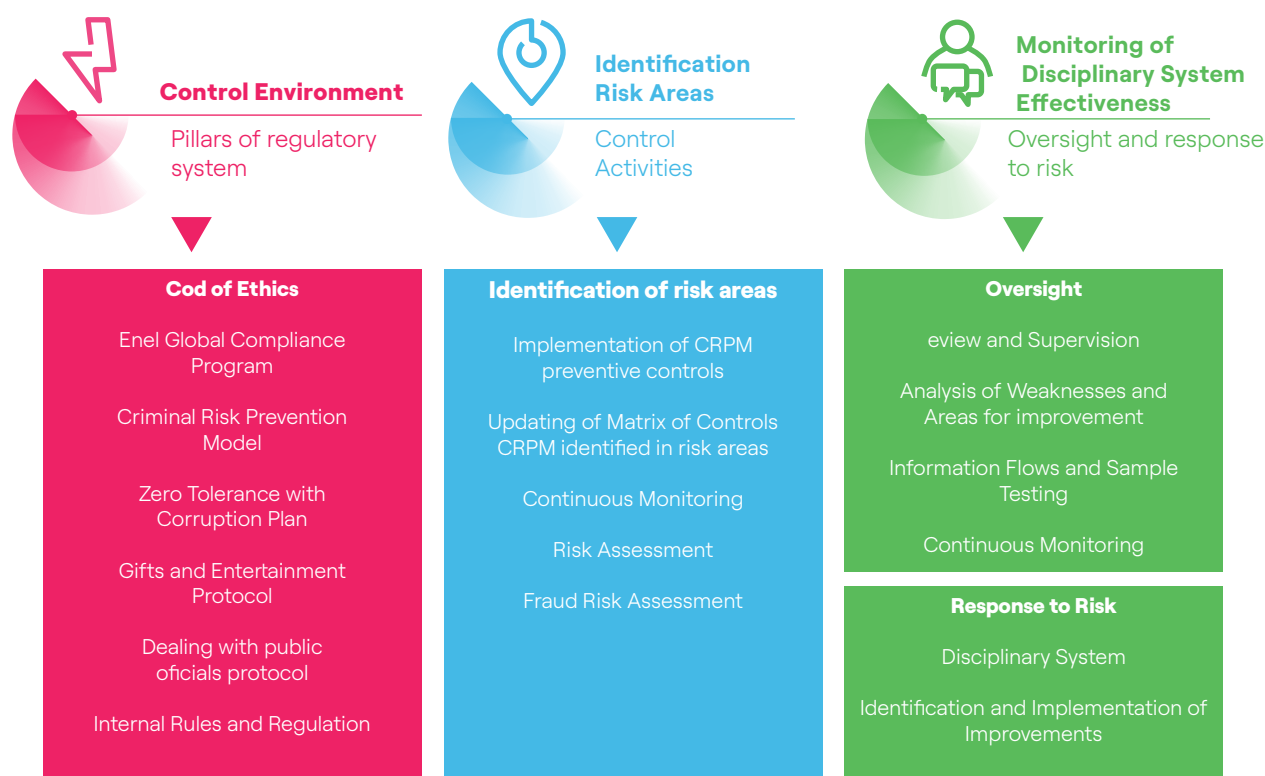 Control Environment
Pillars of regulatory
system
Cod of Ethics
Enel Global Compliance
Program
Criminal Risk Prevention
Model
Zero Tolerance with
Corruption Plan
Gifts and Entertainment
Protocol
Dealing with public
oficials protocol
Internal Rules and Regulation
Identification
Risk Areas
Control
Activities
Identification of risk areas
Implementation of CRPM
preventive controls
Updating of Matrix of Controls
CRPM identified in risk areas
Continuous Monitoring
Risk Assessment
Fraud Risk Assessment
Monitoring of
Disciplinary System
Effectiveness
Oversight and response
to risk
Oversight
eview and Supervision
Analysis of Weaknesses and
Areas for improvement
Information Flows and Sample
Testing
Continuous Monitoring
Response to Risk
Disciplinary System
Identification and Implementation of
Improvements